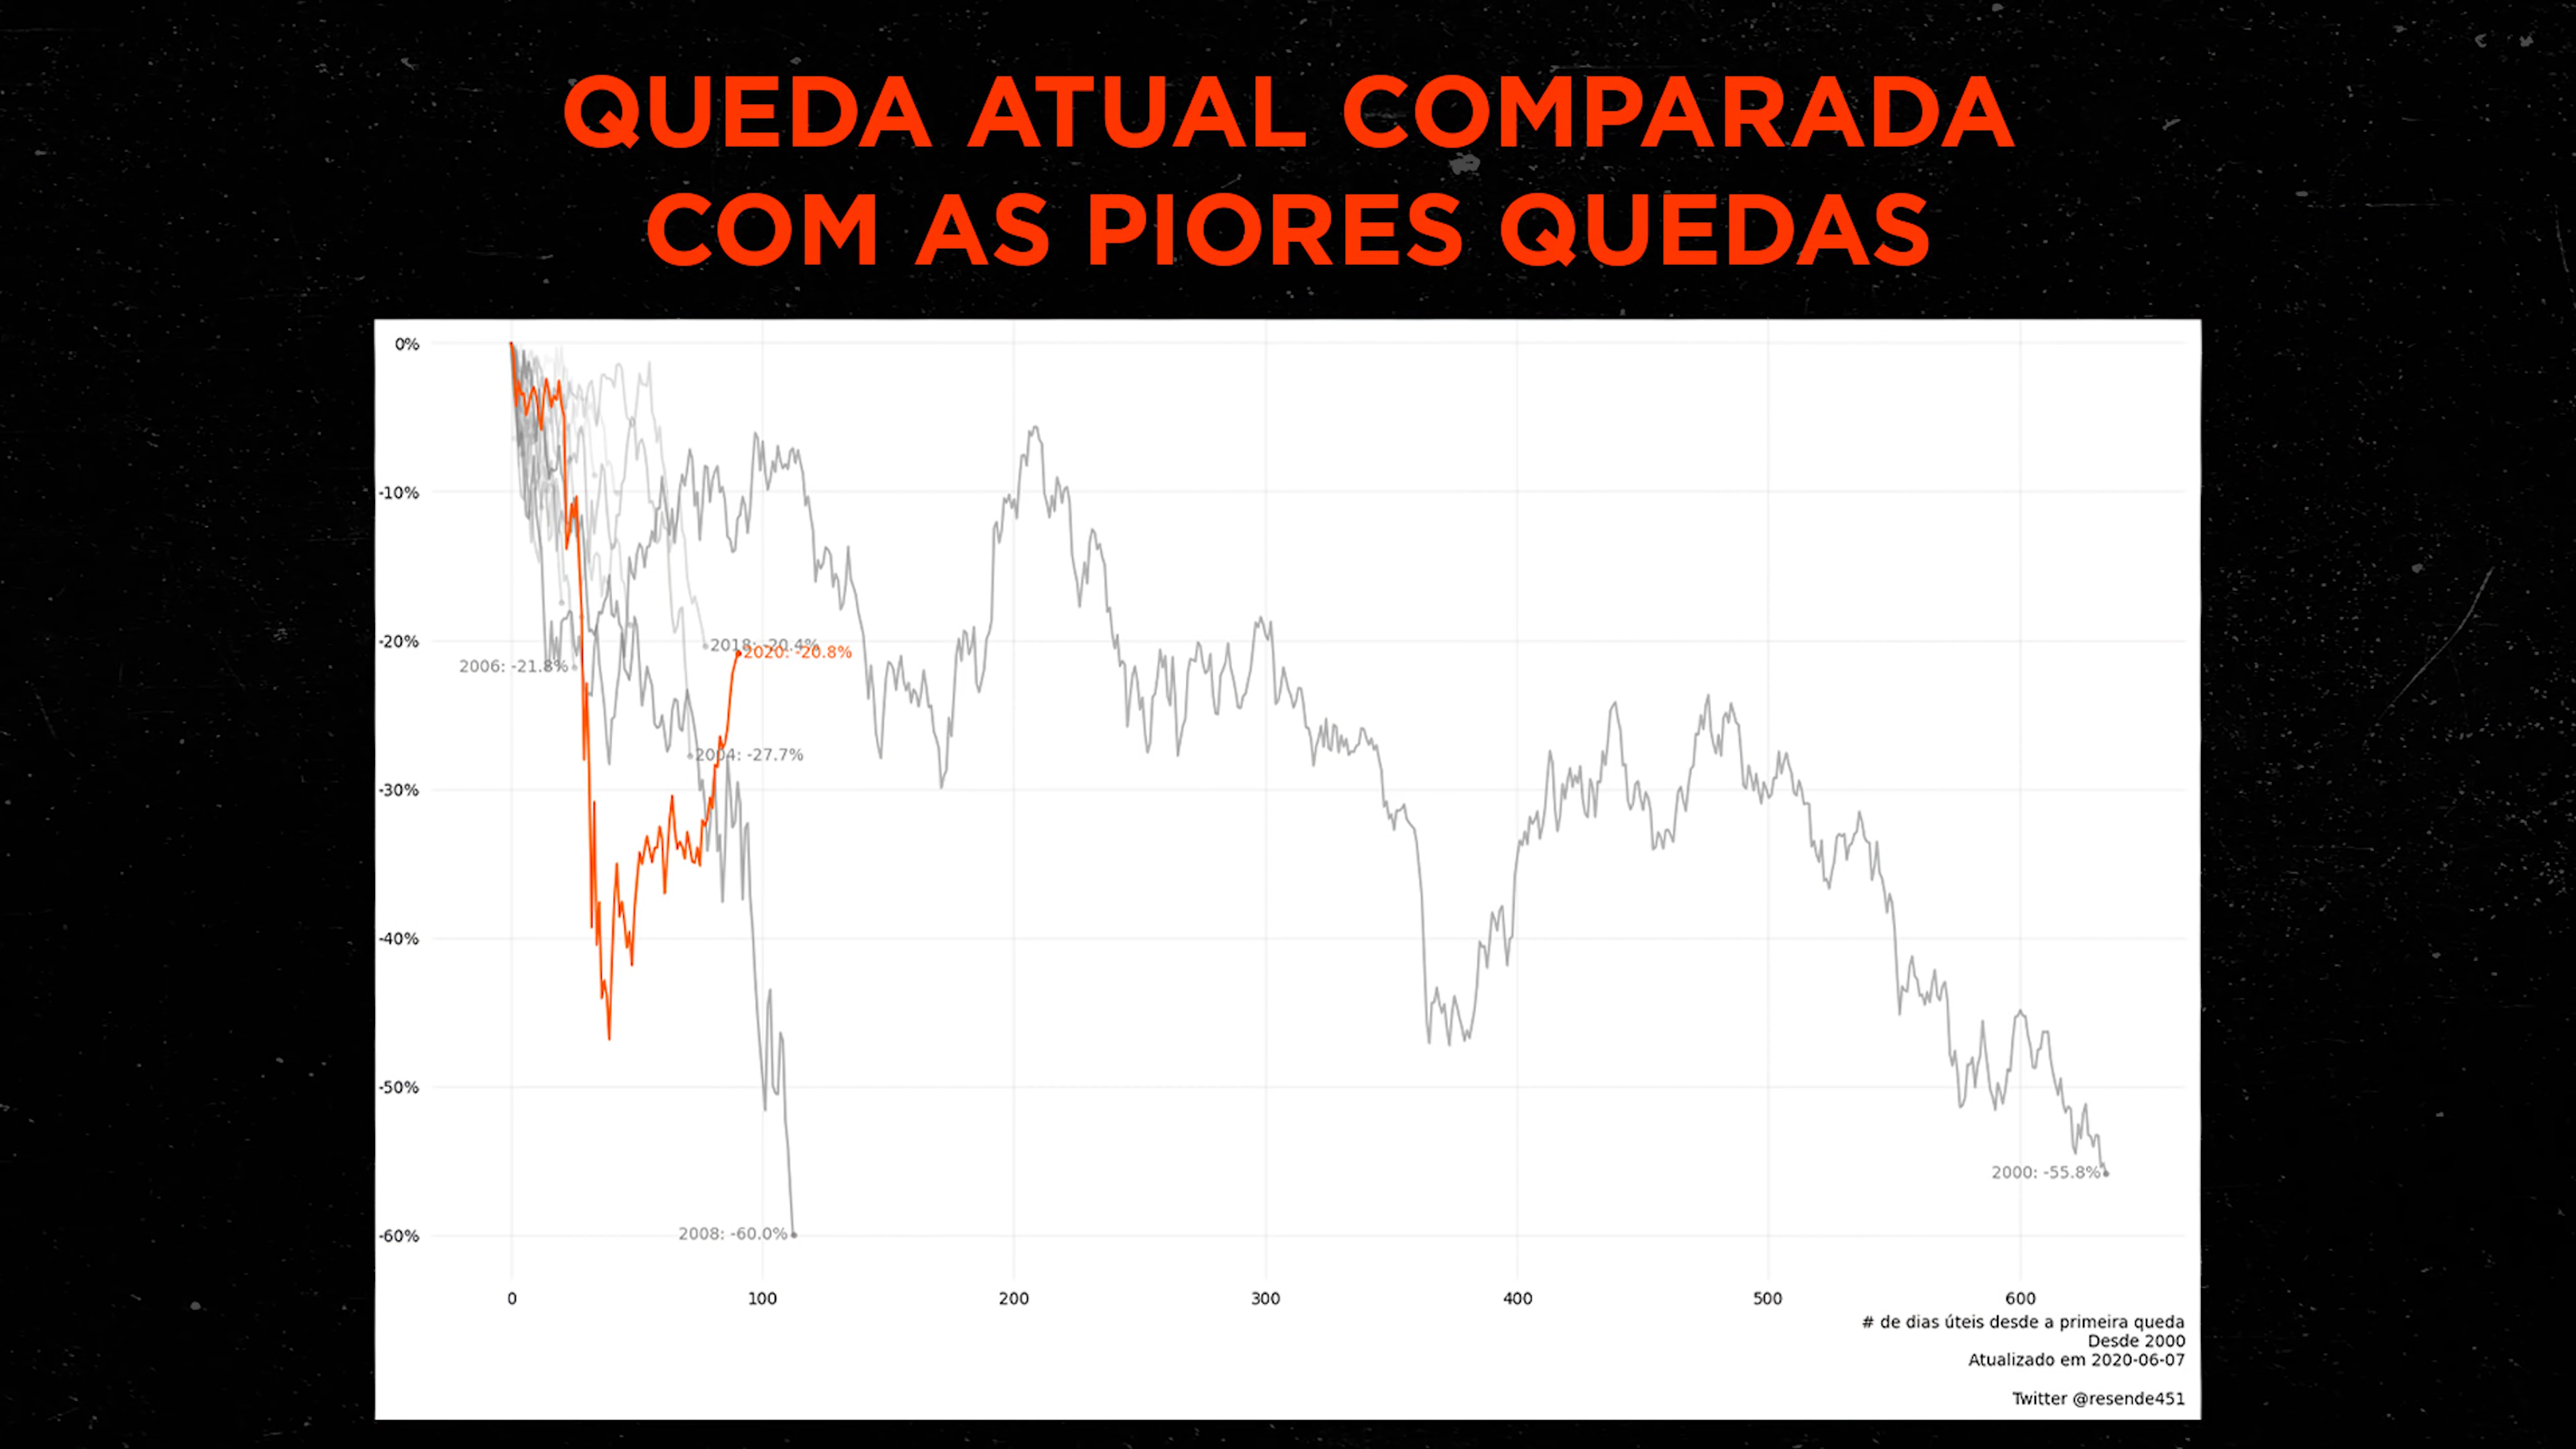 QUEDA ATUAL COMPARADA
COM AS PIORES QUEDAS
0%
-10%
-20%
-30%
-40%
-50%
-60%
2018: -20.4%
2020: -20.8%
2006: -21.8%
2004: -27.7%
2000: -55.8%
2008: -60.0%
0 100 200 300 400 500 600
# de dias úteis desde a primeira queda
Desde 2000
Atualizado em 2020-06-07
Twitter @resende451